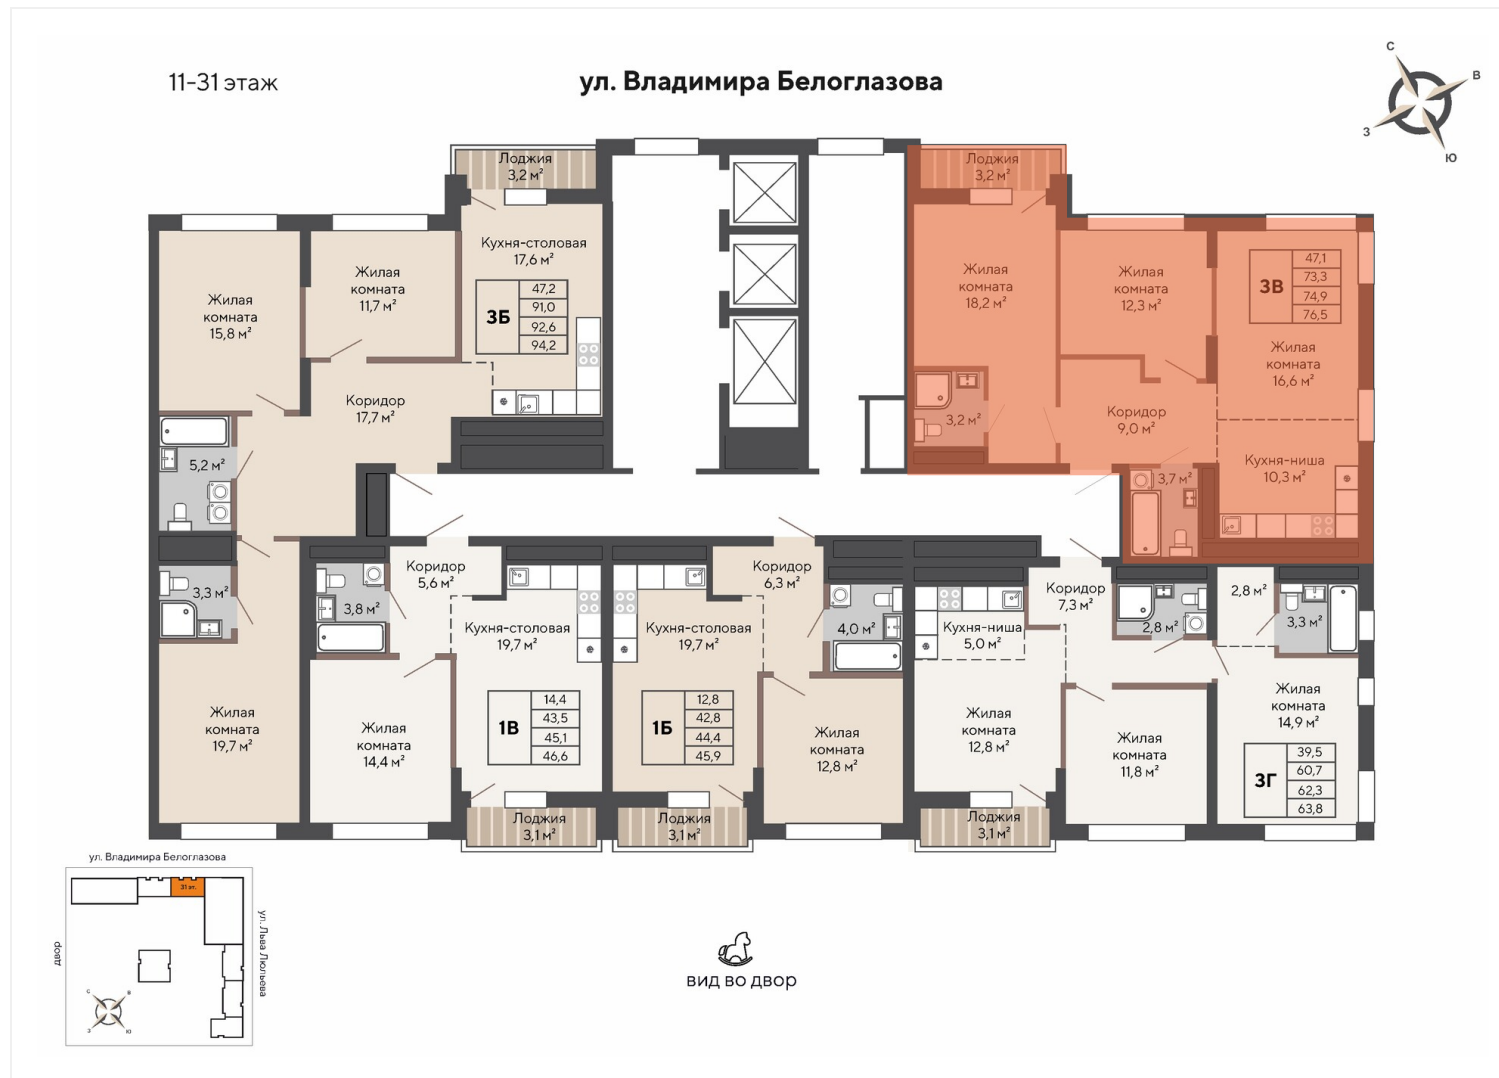 11-31 этаж
ул. Владимира Белоглазова
С
В
З
Ю
Лоджия
3,2 м²
Кухня-столовая
17,6 м²
3Б
47,2
91,0
92,6
94,2
Жилая
комната
11,7 м²
Жилая
комната
15,8 м²
Коридор
17,7 м²
5,2 м²
3,3 м²
Жилая
комната
19,7 м²
Лоджия
3,2 м²
Жилая
комната
18,2 м²
Жилая
комната
12,3 м²
3В
47,1
73,3
74,9
76,5
Жилая
комната
16,6 м²
3,2 м²
Коридор
9,0 м²
Кухня-ниша
10,3 м²
3,7 м²
3,8 м²
Коридор
5,6 м²
Кухня-столовая
19,7 м²
1В
14,4
43,5
45,1
46,6
Жилая
комната
14,4 м²
Лоджия
3,1 м²
Коридор
6,3 м²
Кухня-столовая
19,7 м²
4,0 м²
1Б
12,8
42,8
44,4
45,9
Жилая
комната
12,8 м²
Лоджия
3,1 м²
Кухня-ниша
5,0 м²
Коридор
7,3 м²
2,8 м²
2,8 м²
3,3 м²
Жилая
комната
12,8 м²
Жилая
комната
11,8 м²
Жилая
комната
14,9 м²
3Г
39,5
60,7
62,3
63,8
Лоджия
3,1 м²
ул. Владимира Белоглазова
31 эт.
двор
ул. Льва Люльева
С
В
З
Ю
вид во двор